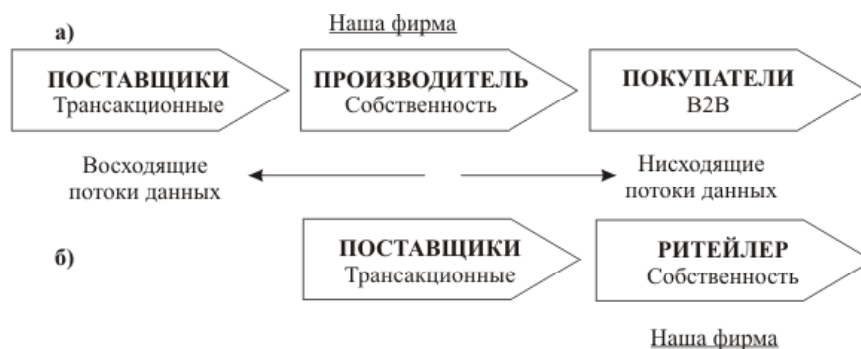 а)
Наша фирма
ПОСТАВЩИКИ
Трансакционные
ПРОИЗВОДИТЕЛЬ
Собственность
ПОКУПАТЕЛИ
B2B
Восходящие
потоки данных
Нисходящие
потоки данных
б)
ПОСТАВЩИКИ
Трансакционные
РИТЕЙЛЕР
Собственность
Наша фирма